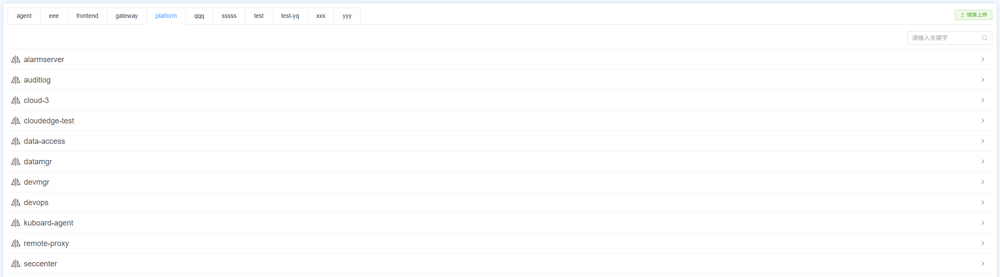 agent eee frontend gateway platform qqq sssss test test-yq xxx yyy 镜像上传
请输入关键字
alarmserver
auditlog
cloud-3
cloudedge-test
data-access
datamgr
devmgr
devops
kuboard-agent
remote-proxy
seccenter